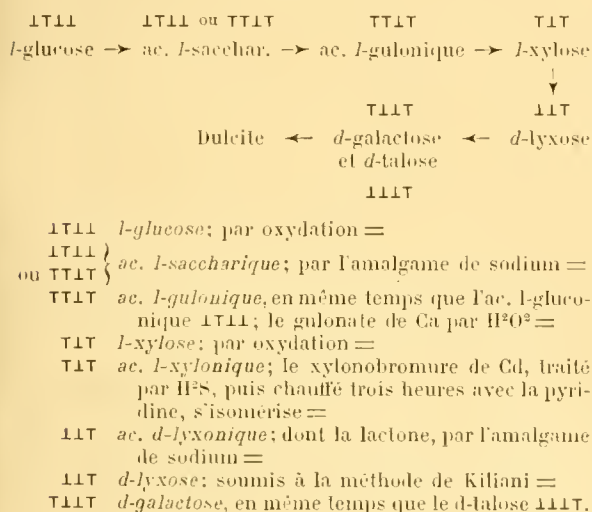 ⊥T⊥⊥ ⊥T⊥⊥ ou TT⊥T TT⊥T T⊥T
l-glucose → ac. l-sacchar. → ac. l-gulonique → l-xylose
↓
T⊥⊥T ⊥⊥T
Dulcite ← d-galactose ← d-lyxose
et d-talose
⊥⊥⊥T
⊥T⊥⊥ l-glucose; par oxydation =
⊥T⊥⊥ }
ou TT⊥T } ac. l-saccharique; par l'amalgame de sodium =
TT⊥T ac. l-gulonique, en même temps que l'ac. l-gluco-
nique ⊥T⊥⊥; le gulonate de Ca par H²O² =
T⊥T l-xylose; par oxydation =
T⊥T ac. l-xylonique; le xylonobromure de Cd, traité
par H²S, puis chauffé trois heures avec la pyri-
dine, s'isomérise =
⊥⊥T ac. d-lyxonique; dont la lactone, par l'amalgame
de sodium =
⊥⊥T d-lyxose; soumis à la méthode de Kiliani =
T⊥⊥T d-galactose, en même temps que le d-talose ⊥⊥⊥T.